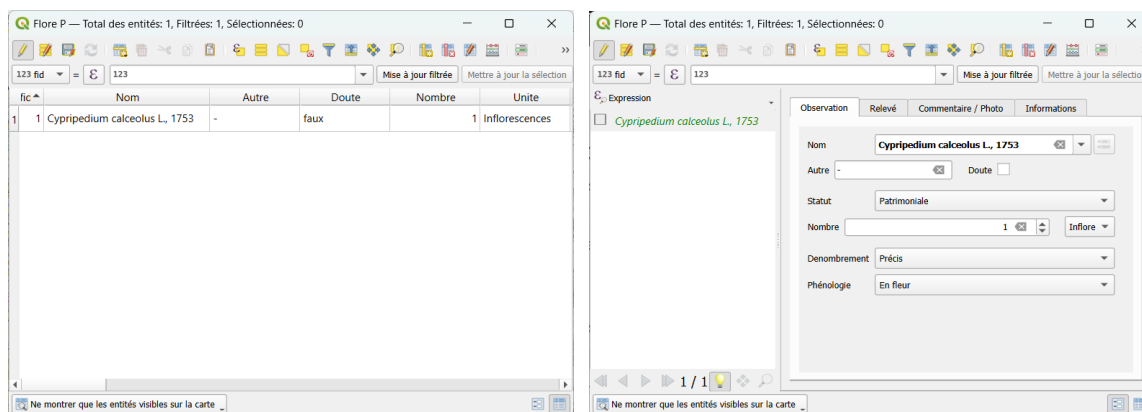 Flore P — Total des entités: 1, Filtrées: 1, Sélectionnées: 0
123 fid = ε 123 Mise à jour filtrée Mettre à jour la sélection
fic Nom Autre Doute Nombre Unite
1 1 Cypripedium calceolus L., 1753 - faux 1 Inflorescences
Ne montrer que les entités visibles sur la carte
Flore P — Total des entités: 1, Filtrées: 1, Sélectionnées: 0
123 fid = ε 123 Mise à jour filtrée Mettre à jour la sélectio
Expression
Cypripedium calceolus L., 1753
Observation Relevé Commentaire / Photo Informations
Nom Cypripedium calceolus L., 1753
Autre - Doute
Statut Patrimoniale
Nombre 1 Inflore
Denombrement Précis
Phénologie En fleur
1 / 1
Ne montrer que les entités visibles sur la carte